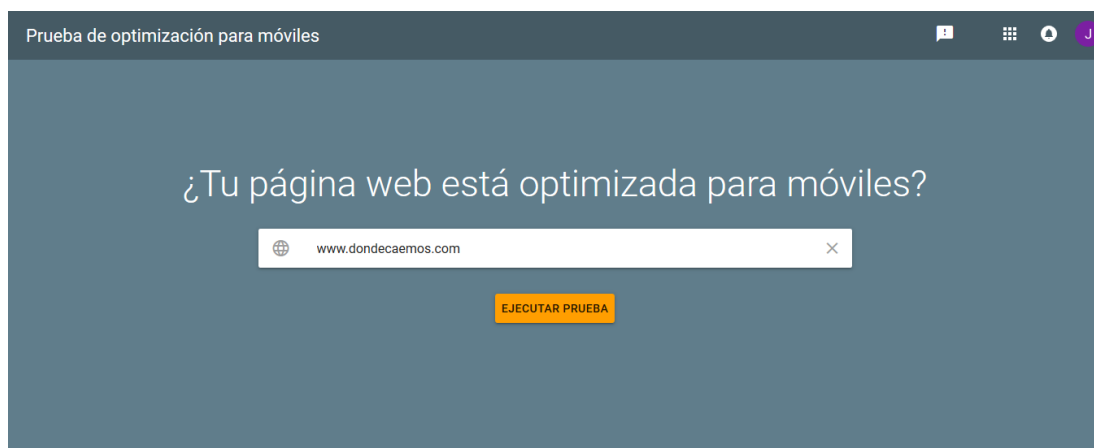 Prueba de optimización para móviles
J
¿Tu página web está optimizada para móviles?
www.dondecaemos.com
EJECUTAR PRUEBA